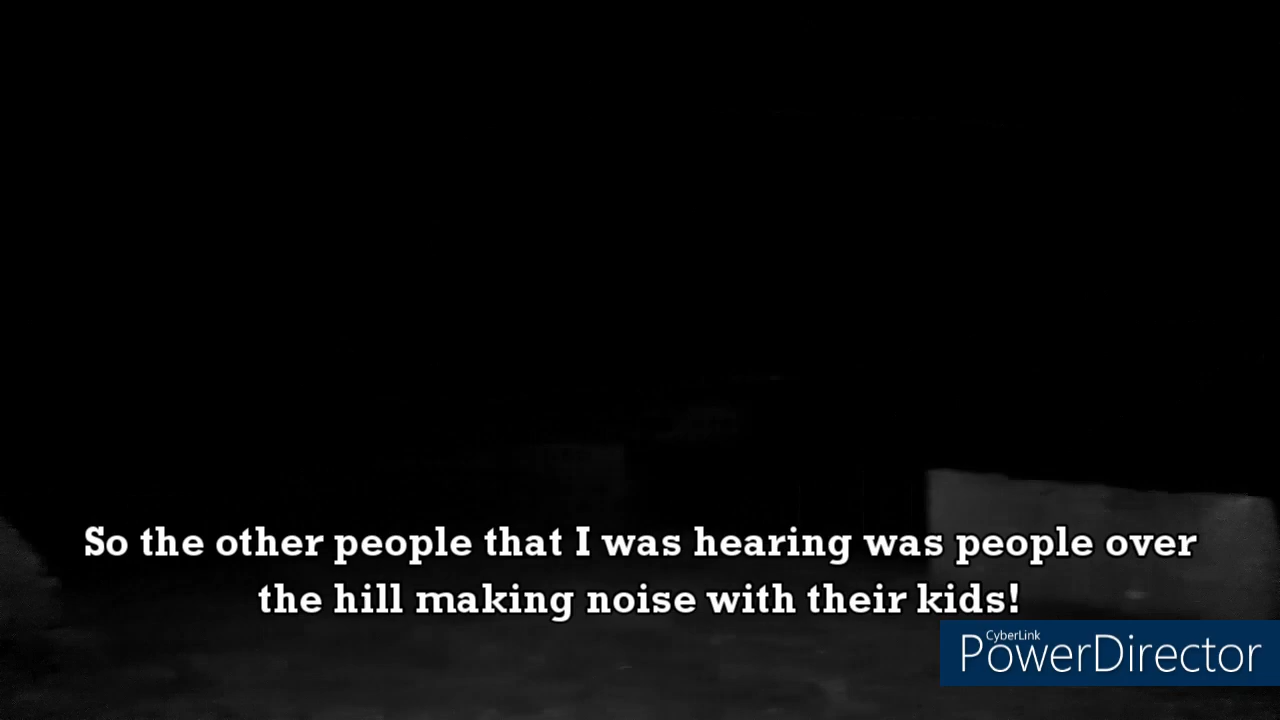 So the other people that I was hearing was people over
the hill making noise with their kids!
CyberLink
PowerDirector